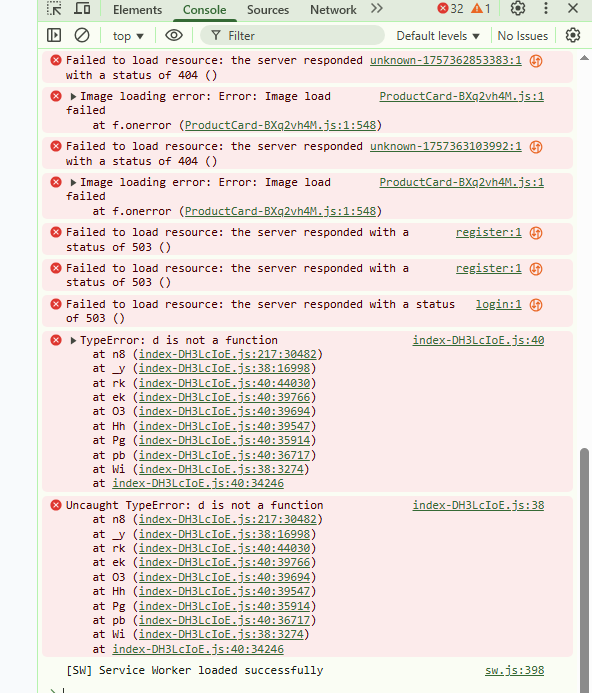 Elements Console Sources Network 32 1
top Filter Default levels No Issues
Failed to load resource: the server responded unknown-1757362853383:1
with a status of 404 ()
Image loading error: Error: Image load ProductCard-BXq2vh4M.js:1
failed
at f.onerror (ProductCard-BXq2vh4M.js:1:548)
Failed to load resource: the server responded unknown-1757363103992:1
with a status of 404 ()
Image loading error: Error: Image load ProductCard-BXq2vh4M.js:1
failed
at f.onerror (ProductCard-BXq2vh4M.js:1:548)
Failed to load resource: the server responded with a register:1
status of 503 ()
Failed to load resource: the server responded with a register:1
status of 503 ()
Failed to load resource: the server responded with a status login:1
of 503 ()
TypeError: d is not a function index-DH3LcIoE.js:40
at n8 (index-DH3LcIoE.js:217:30482)
at _y (index-DH3LcIoE.js:38:16998)
at rk (index-DH3LcIoE.js:40:44030)
at ek (index-DH3LcIoE.js:40:39766)
at O3 (index-DH3LcIoE.js:40:39694)
at Hh (index-DH3LcIoE.js:40:39547)
at Pg (index-DH3LcIoE.js:40:35914)
at pb (index-DH3LcIoE.js:40:36717)
at Wi (index-DH3LcIoE.js:38:3274)
at index-DH3LcIoE.js:40:34246
Uncaught TypeError: d is not a function index-DH3LcIoE.js:38
at n8 (index-DH3LcIoE.js:217:30482)
at _y (index-DH3LcIoE.js:38:16998)
at rk (index-DH3LcIoE.js:40:44030)
at ek (index-DH3LcIoE.js:40:39766)
at O3 (index-DH3LcIoE.js:40:39694)
at Hh (index-DH3LcIoE.js:40:39547)
at Pg (index-DH3LcIoE.js:40:35914)
at pb (index-DH3LcIoE.js:40:36717)
at Wi (index-DH3LcIoE.js:38:3274)
at index-DH3LcIoE.js:40:34246
[SW] Service Worker loaded successfully sw.js:398